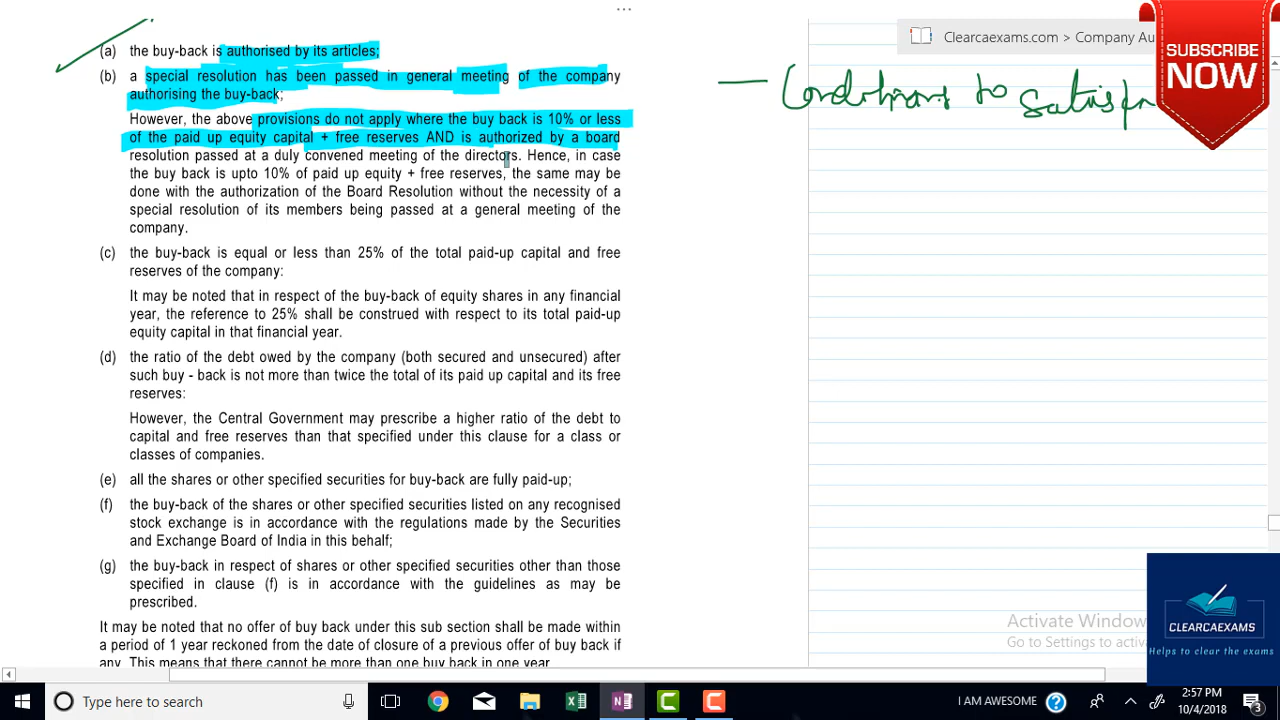 (a) the buy-back is authorised by its articles;
(b) a special resolution has been passed in general meeting of the company
authorising the buy-back;
However, the above provisions do not apply where the buy back is 10% or less
of the paid up equity capital + free reserves AND is authorized by a board
resolution passed at a duly convened meeting of the directors. Hence, in case
the buy back is upto 10% of paid up equity + free reserves, the same may be
done with the authorization of the Board Resolution without the necessity of a
special resolution of its members being passed at a general meeting of the
company.
(c) the buy-back is equal or less than 25% of the total paid-up capital and free
reserves of the company:
It may be noted that in respect of the buy-back of equity shares in any financial
year, the reference to 25% shall be construed with respect to its total paid-up
equity capital in that financial year.
(d) the ratio of the debt owed by the company (both secured and unsecured) after
such buy - back is not more than twice the total of its paid up capital and its free
reserves:
However, the Central Government may prescribe a higher ratio of the debt to
capital and free reserves than that specified under this clause for a class or
classes of companies.
(e) all the shares or other specified securities for buy-back are fully paid-up;
(f) the buy-back of the shares or other specified securities listed on any recognised
stock exchange is in accordance with the regulations made by the Securities
and Exchange Board of India in this behalf;
(g) the buy-back in respect of shares or other specified securities other than those
specified in clause (f) is in accordance with the guidelines as may be
prescribed.
It may be noted that no offer of buy back under this sub section shall be made within
a period of 1 year reckoned from the date of closure of a previous offer of buy back if
any. This means that there cannot be more than one buy back in one year.
Clearcaexams.com > Company Au
SUBSCRIBE
NOW
— Conditions to satisf
Activate Window
Go to Settings to activa
CLEARCAEXAMS
Helps to clear the exams
Type here to search
I AM AWESOME
2:57 PM
10/4/2018
3